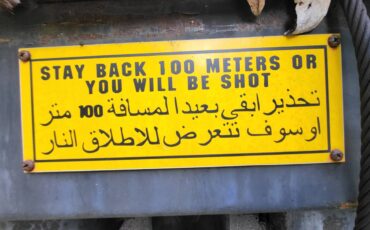 STAY BACK 100 METERS OR
YOU WILL BE SHOT
تحذير ابقي بعيدا لمسافة 100 متر
او سوف تتعرض للاطلاق النار